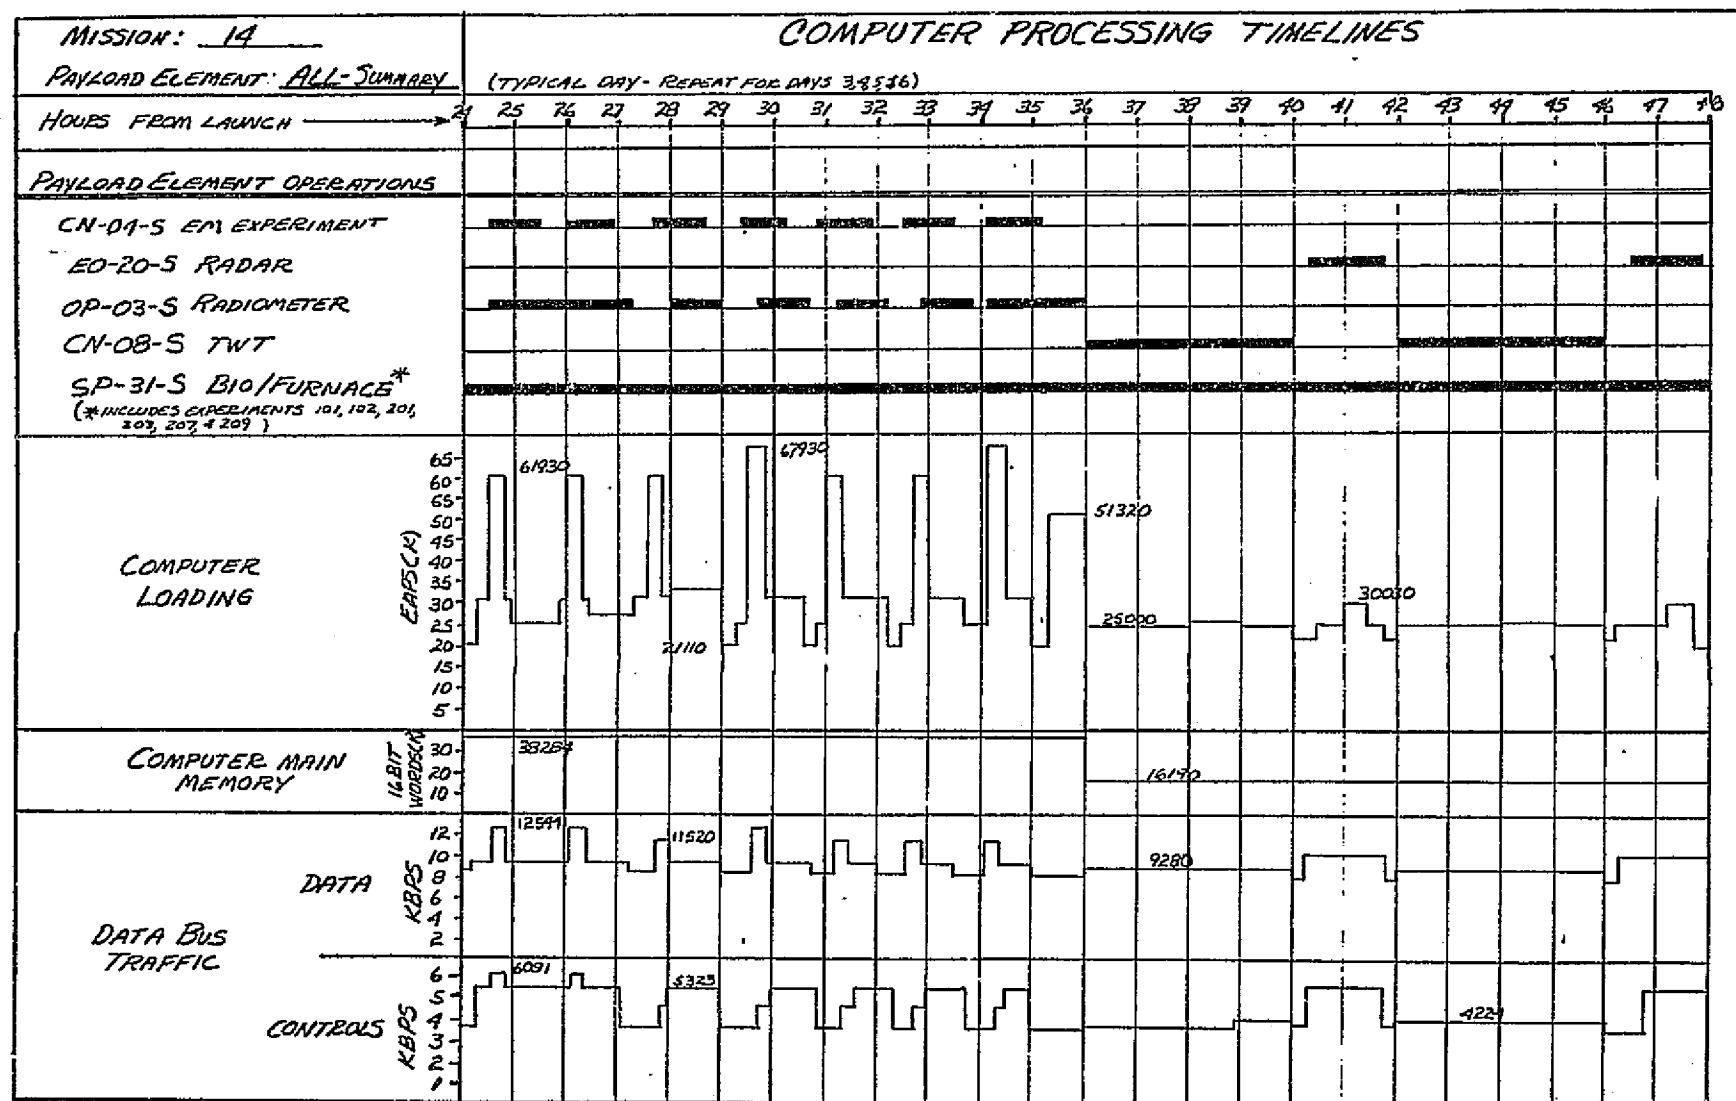 MISSION: 14
COMPUTER PROCESSING TIMELINES
PAYLOAD ELEMENT: ALL-SUMMARY
(TYPICAL DAY - REPEAT FOR DAYS 3,4,5 & 6)
HOURS FROM LAUNCH
24 25 26 27 28 29 30 31 32 33 34 35 36 37 38 39 40 41 42 43 44 45 46 47 48
PAYLOAD ELEMENT OPERATIONS
CN-04-S EM EXPERIMENT
EO-20-S RADAR
OP-03-S RADIOMETER
CN-08-S TWT
SP-31-S BIO/FURNACE*
(*INCLUDES EXPERIMENTS 101, 102, 201,
203, 207, & 209)
COMPUTER
LOADING
EAPS(K)
65
60
55
50
45
40
35
30
25
20
15
10
5
61930
67930
51320
30030
25000
21110
COMPUTER MAIN
MEMORY
16 BIT
WORDS(K)
30
20
10
38284
16190
DATA BUS
TRAFFIC
DATA
KBPS
12
10
8
6
4
2
12544
11520
9280
CONTROLS
KBPS
6
5
4
3
2
1
6091
5323
4224